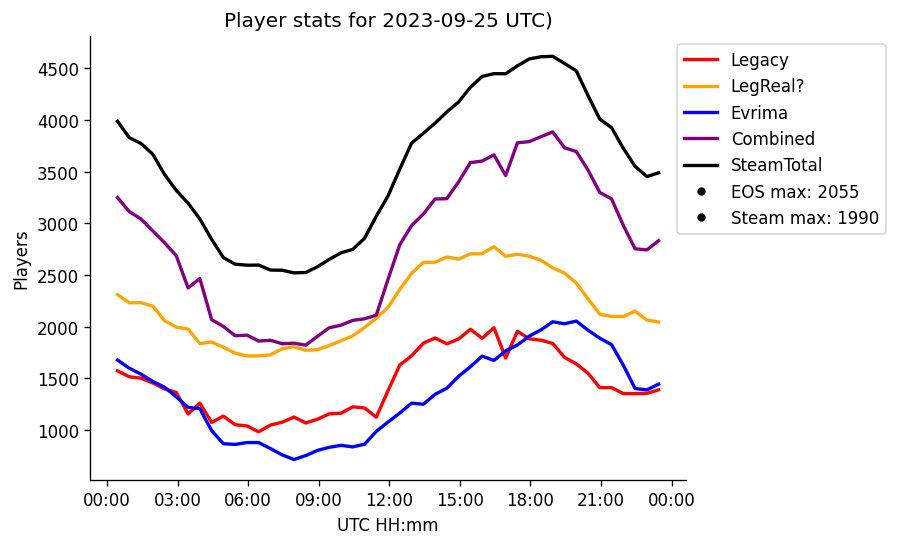 Player stats for 2023-09-25 UTC)
Legacy
LegReal?
Evrima
Combined
SteamTotal
EOS max: 2055
Steam max: 1990
Players
4500
4000
3500
3000
2500
2000
1500
1000
00:00 03:00 06:00 09:00 12:00 15:00 18:00 21:00 00:00
UTC HH:mm